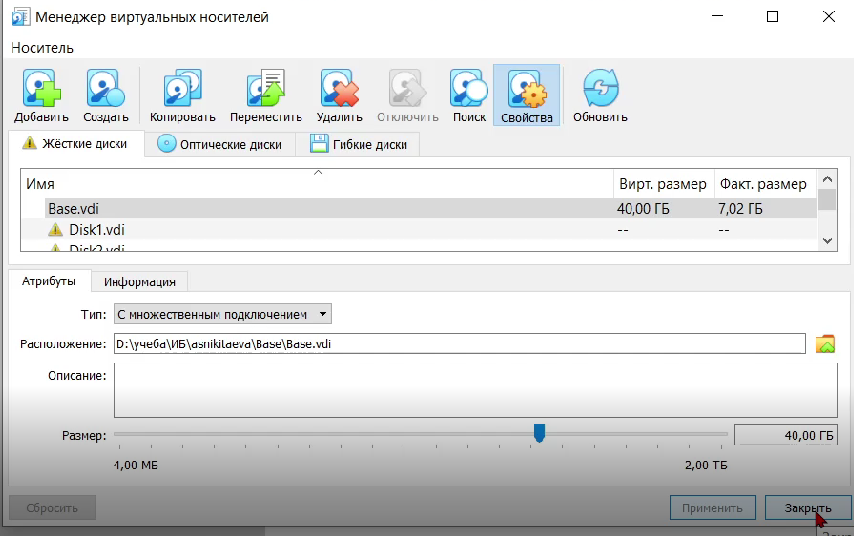 Менеджер виртуальных носителей
Носитель
Добавить Создать Копировать Переместить Удалить Отключить Поиск Свойства Обновить
Жёсткие диски Оптические диски Гибкие диски
Имя Вирт. размер Факт. размер
Base.vdi 40,00 ГБ 7,02 ГБ
Disk1.vdi -- --
Disk2.vdi
Атрибуты Информация
Тип: С множественным подключением
Расположение: D:\учеба\ИБ\asnikitaeva\Base\Base.vdi
Описание:
Размер: 40,00 ГБ
4,00 МБ 2,00 ТБ
Сбросить Применить Закрыть